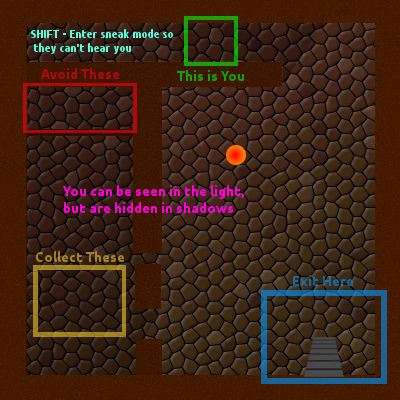 SHIFT - Enter sneak mode so
they can't hear you
Avoid These
This is You
You can be seen in the light,
but are hidden in shadows
Collect These
Exit Here